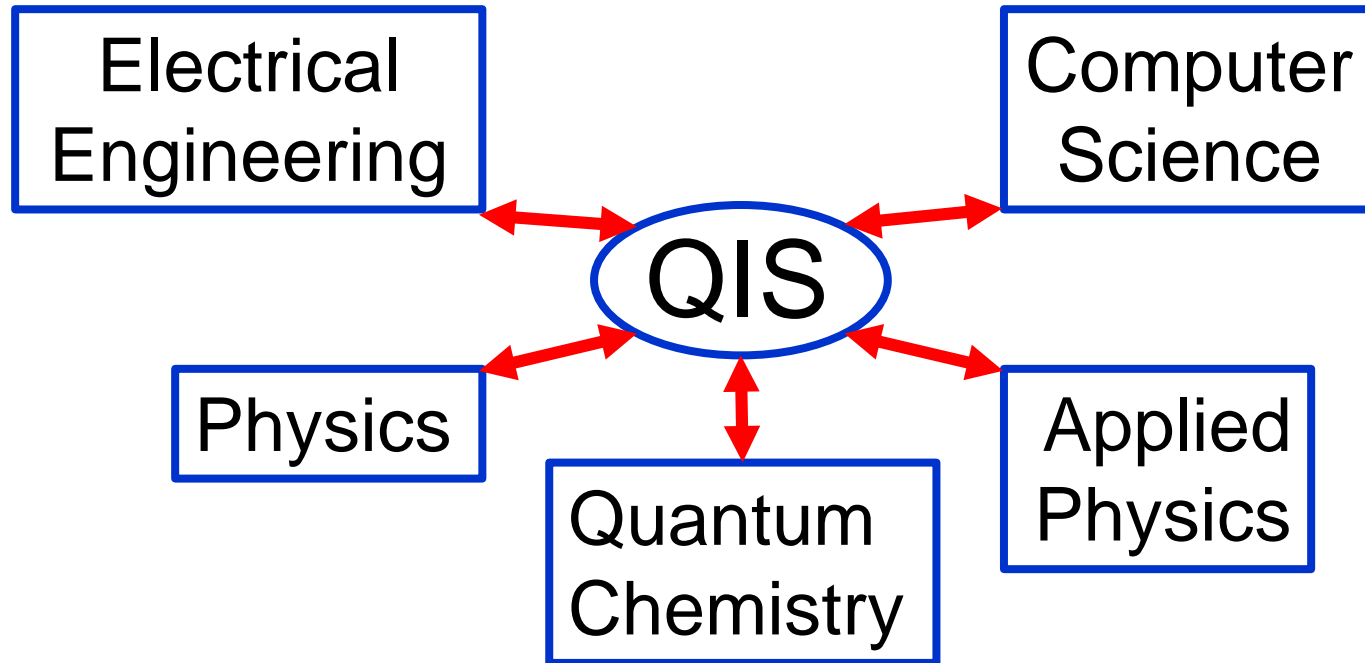 Electrical
Engineering
Computer
Science
QIS
Physics
Applied
Physics
Quantum
Chemistry